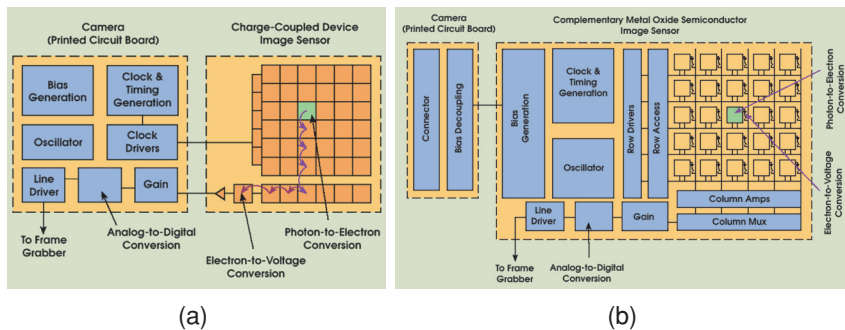 Camera
(Printed Circuit Board)
Charge-Coupled Device
Image Sensor
Bias
Generation
Clock &
Timing
Generation
Oscillator
Clock
Drivers
Line
Driver
Gain
To Frame
Grabber
Analog-to-Digital
Conversion
Photon-to-Electron
Conversion
Electron-to-Voltage
Conversion
(a)
Camera
(Printed Circuit Board)
Complementary Metal Oxide Semiconductor
Image Sensor
Connector
Bias Decoupling
Bias
Generation
Clock &
Timing
Generation
Oscillator
Row Drivers
Row Access
Line
Driver
Gain
Column Amps
Column Mux
To Frame
Grabber
Analog-to-Digital
Conversion
Photon-to-Electron
Conversion
Electron-to-Voltage
Conversion
(b)